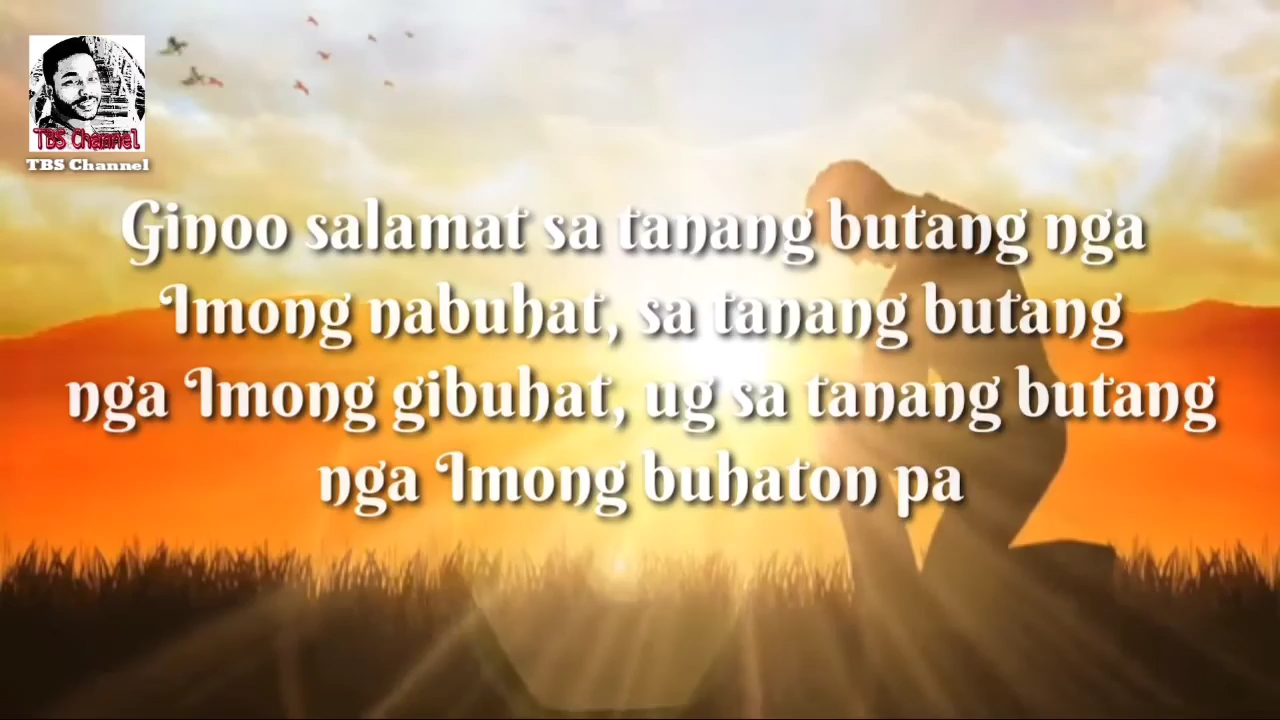 TBS Channel
TBS Channel
Ginoo salamat sa tanang butang nga
Imong nabuhat, sa tanang butang
nga Imong gibuhat, ug sa tanang butang
nga Imong buhaton pa